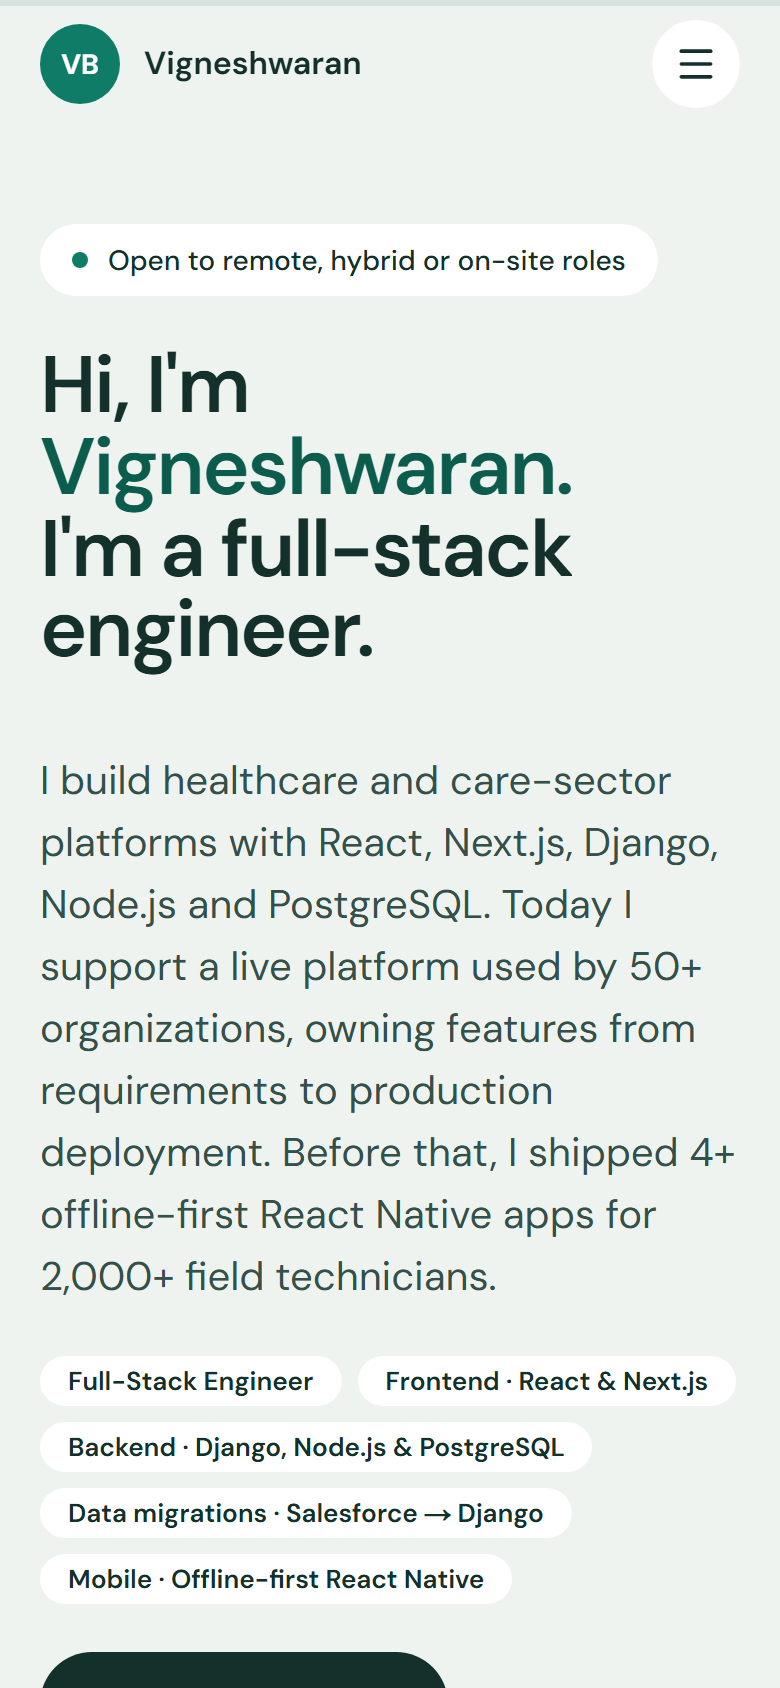 VB Vigneshwaran
Open to remote, hybrid or on-site roles
Hi, I'm
Vigneshwaran.
I'm a full-stack
engineer.
I build healthcare and care-sector
platforms with React, Next.js, Django,
Node.js and PostgreSQL. Today I
support a live platform used by 50+
organizations, owning features from
requirements to production
deployment. Before that, I shipped 4+
offline-first React Native apps for
2,000+ field technicians.
Full-Stack Engineer Frontend · React & Next.js
Backend · Django, Node.js & PostgreSQL
Data migrations · Salesforce → Django
Mobile · Offline-first React Native